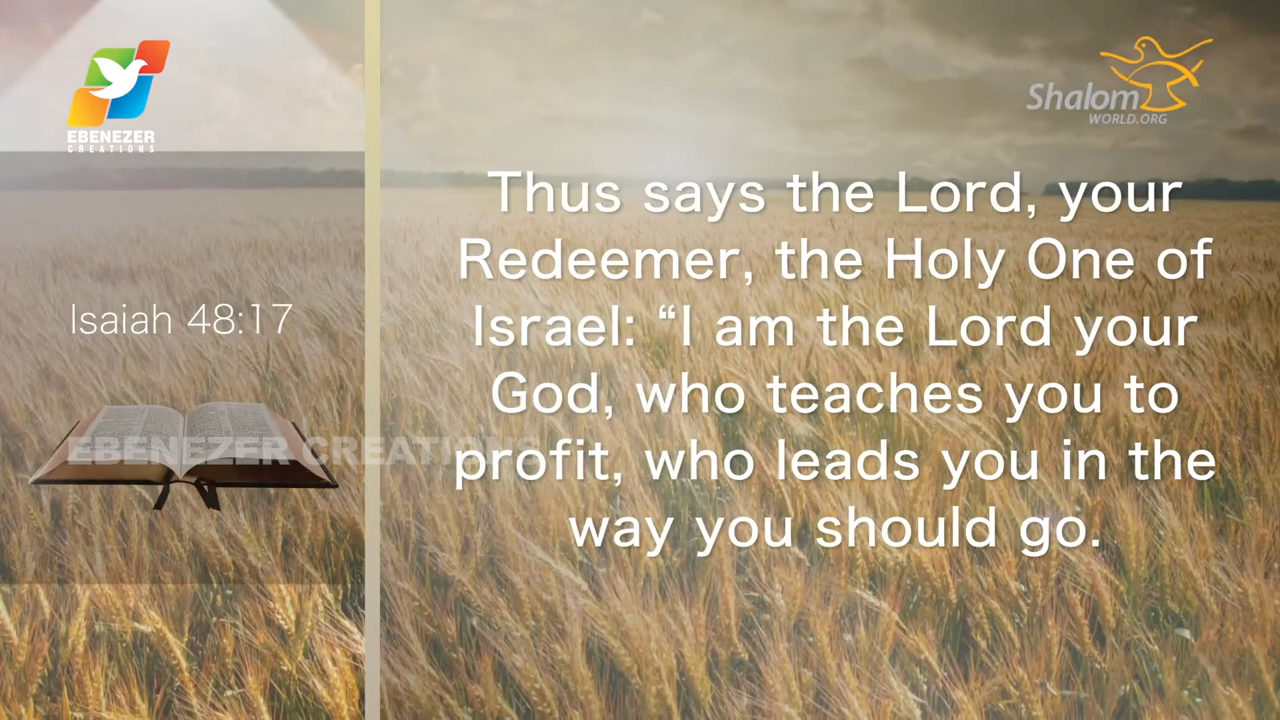 EBENEZER
CREATIONS
Shalom
WORLD.ORG
Isaiah 48:17
EBENEZER CREATIONS
Thus says the Lord, your
Redeemer, the Holy One of
Israel: “I am the Lord your
God, who teaches you to
profit, who leads you in the
way you should go.